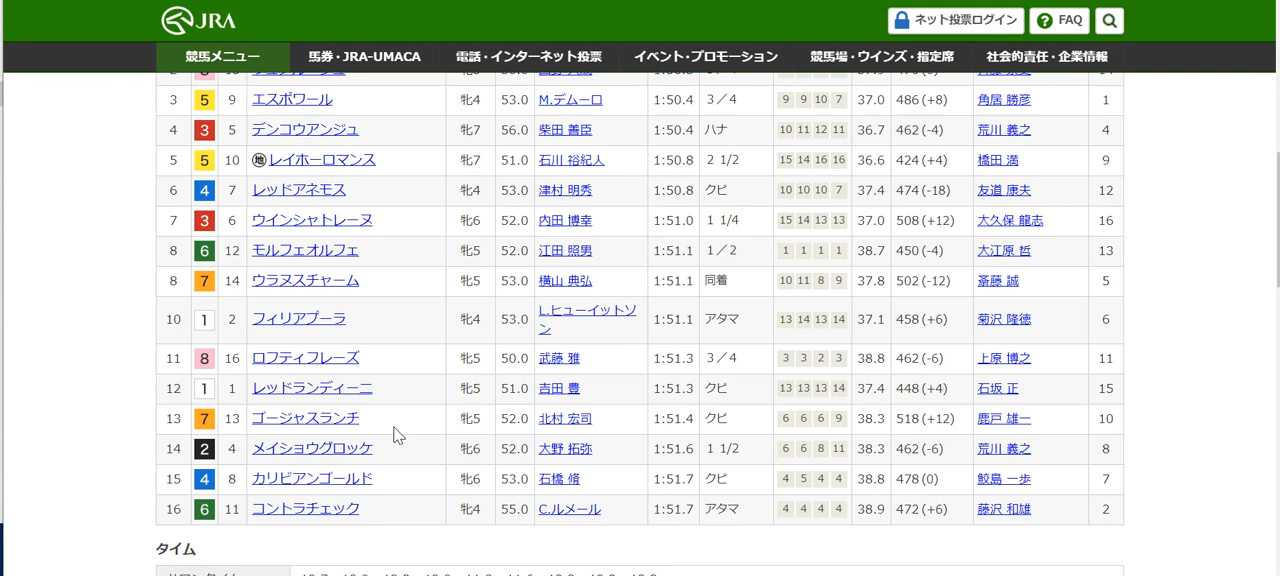 JRA
ネット投票ログイン FAQ
競馬メニュー 馬券・JRA-UMACA 電話・インターネット投票 イベント・プロモーション 競馬場・ウインズ・指定席 社会的責任・企業情報
3 5 9 エスポワール 牝4 53.0 M.デムーロ 1:50.4 3／4 9 9 10 7 37.0 486(+8) 角居 勝彦 1
4 3 5 デンコウアンジュ 牝7 56.0 柴田 善臣 1:50.4 ハナ 10 11 12 11 36.7 462(-4) 荒川 義之 4
5 5 10 地 レイホーロマンス 牝7 51.0 石川 裕紀人 1:50.8 2 1/2 15 14 16 16 36.6 424(+4) 橋田 満 9
6 4 7 レッドアネモス 牝4 53.0 津村 明秀 1:50.8 クビ 10 10 10 7 37.4 474(-18) 友道 康夫 12
7 3 6 ウインシャトレーヌ 牝6 52.0 内田 博幸 1:51.0 1 1/4 15 14 13 13 37.0 508(+12) 大久保 龍志 16
8 6 12 モルフェオルフェ 牝5 52.0 江田 照男 1:51.1 1／2 1 1 1 1 38.7 450(-4) 大江原 哲 13
8 7 14 ウラヌスチャーム 牝5 53.0 横山 典弘 1:51.1 同着 10 11 8 9 37.8 502(-12) 斎藤 誠 5
10 1 2 フィリアプーラ 牝4 53.0 L.ヒューイットソン 1:51.1 アタマ 13 14 13 14 37.1 458(+6) 菊沢 隆徳 6
11 8 16 ロフティフレーズ 牝5 50.0 武藤 雅 1:51.3 3／4 3 3 2 3 38.8 462(-6) 上原 博之 11
12 1 1 レッドランディーニ 牝5 51.0 吉田 豊 1:51.3 クビ 13 13 13 14 37.4 448(+4) 石坂 正 15
13 7 13 ゴージャスランチ 牝5 52.0 北村 宏司 1:51.4 クビ 6 6 6 9 38.3 518(+12) 鹿戸 雄一 10
14 2 4 メイショウグロッケ 牝6 52.0 大野 拓弥 1:51.6 1 1/2 6 6 8 11 38.3 462(-6) 荒川 義之 8
15 4 8 カリビアンゴールド 牝6 53.0 石橋 脩 1:51.7 クビ 4 5 4 4 38.8 478(0) 鮫島 一歩 7
16 6 11 コントラチェック 牝4 55.0 C.ルメール 1:51.7 アタマ 4 4 4 4 38.9 472(+6) 藤沢 和雄 2
タイム